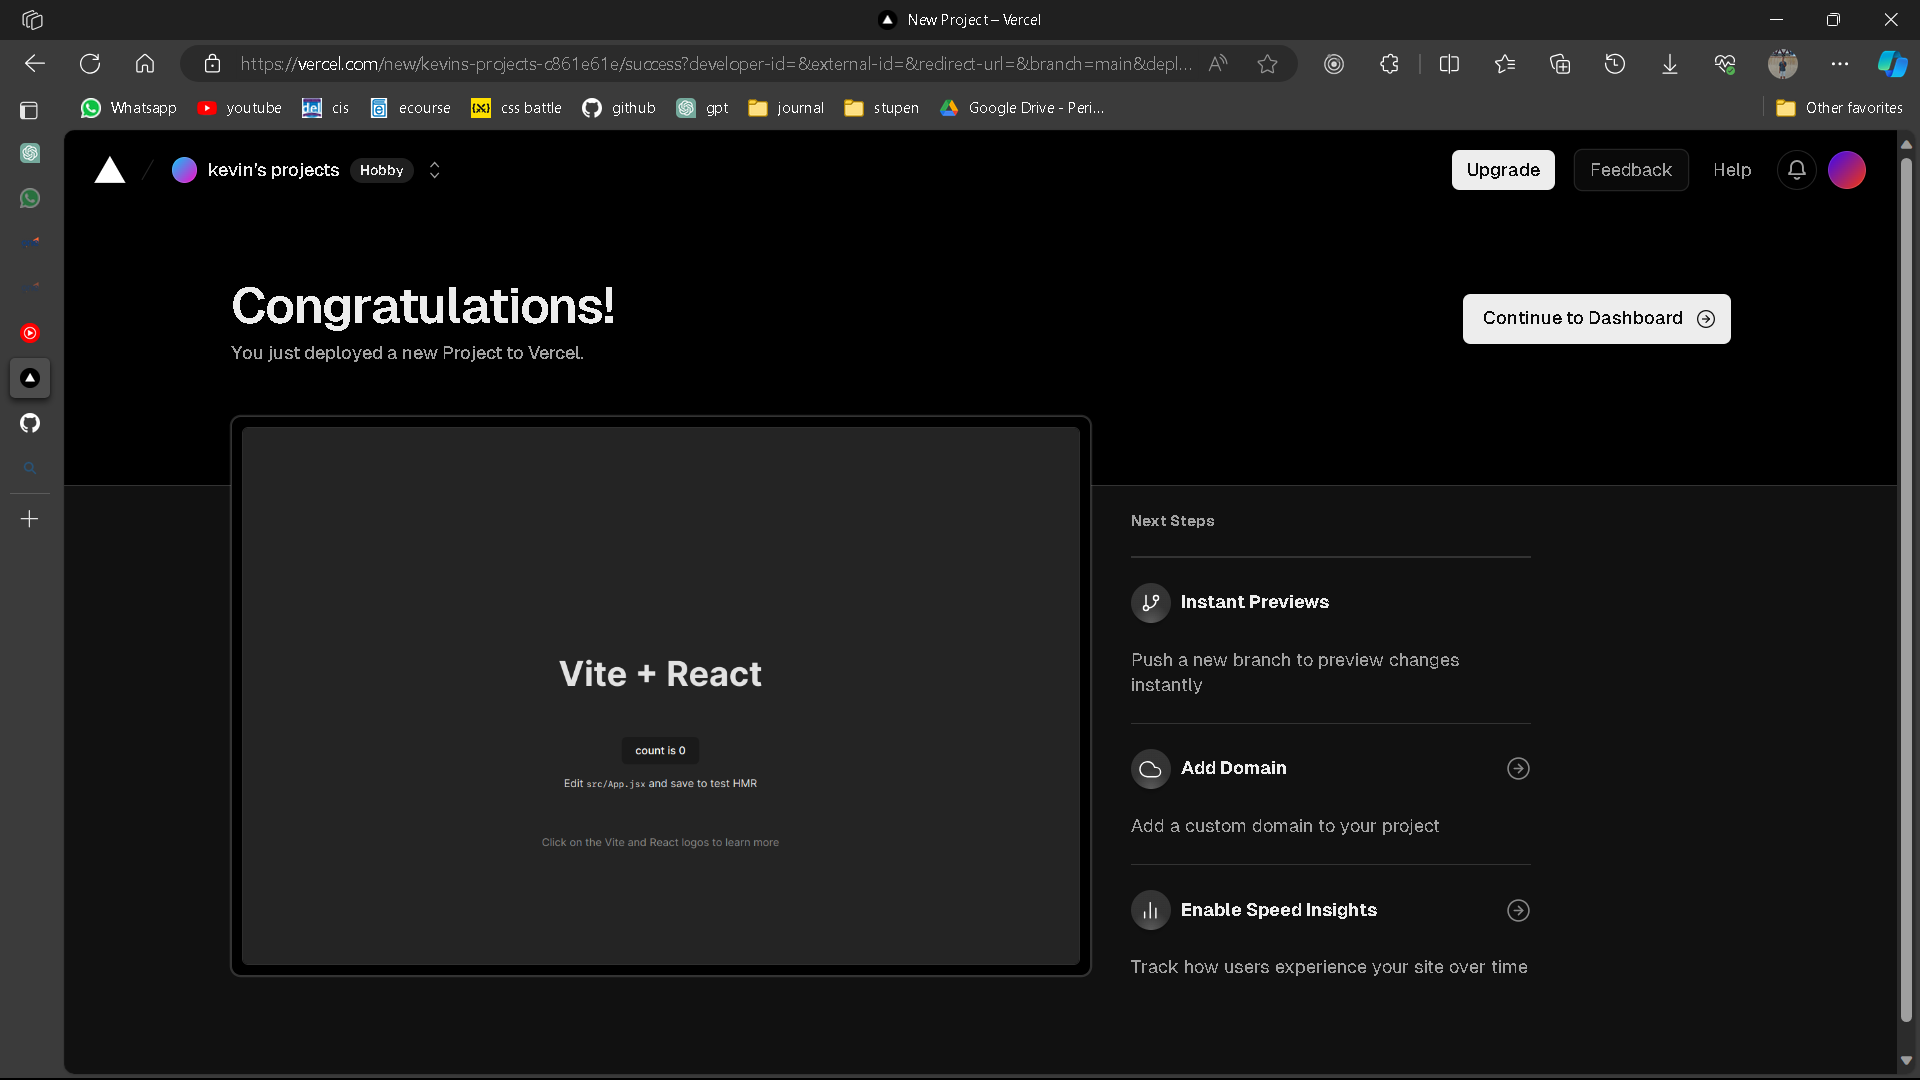 New Project – Vercel
https://vercel.com/new/kevins-projects-c861e61e/success?developer-id=&external-id=&redirect-url=&branch=main&depl...
Whatsapp youtube cis ecourse css battle github gpt journal stupen Google Drive - Peri... Other favorites
kevin's projects Hobby Upgrade Feedback Help
Congratulations!
You just deployed a new Project to Vercel.
Continue to Dashboard
Vite + React
count is 0
Edit src/App.jsx and save to test HMR
Click on the Vite and React logos to learn more
Next Steps
Instant Previews
Push a new branch to preview changes
instantly
Add Domain
Add a custom domain to your project
Enable Speed Insights
Track how users experience your site over time